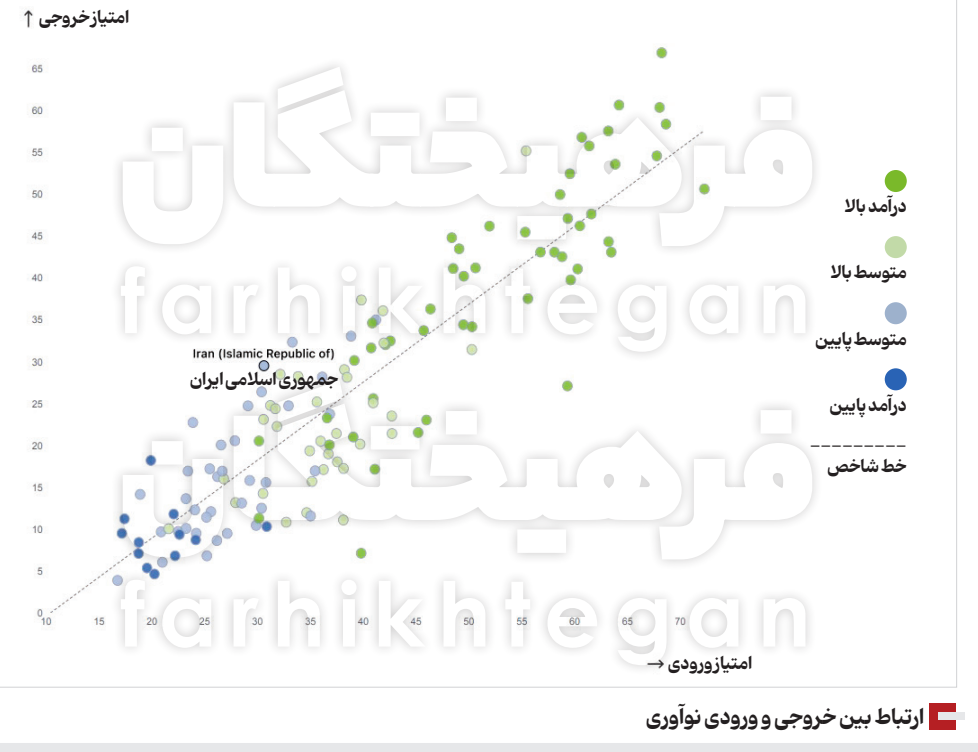 امتیاز خروجی ↑
65
60
55
50
45
40
35
30
25
20
15
10
5
0
10 15 20 25 30 35 40 45 50 55 60 65 70
Iran (Islamic Republic of)
جمهوری اسلامی ایران
درآمد بالا
متوسط بالا
متوسط پایین
درآمد پایین
خط شاخص
امتیاز ورودی →
ارتباط بین خروجی و ورودی نوآوری
فرهیختگان
farhikhtegan
فرهیختگان
farhikhtegan